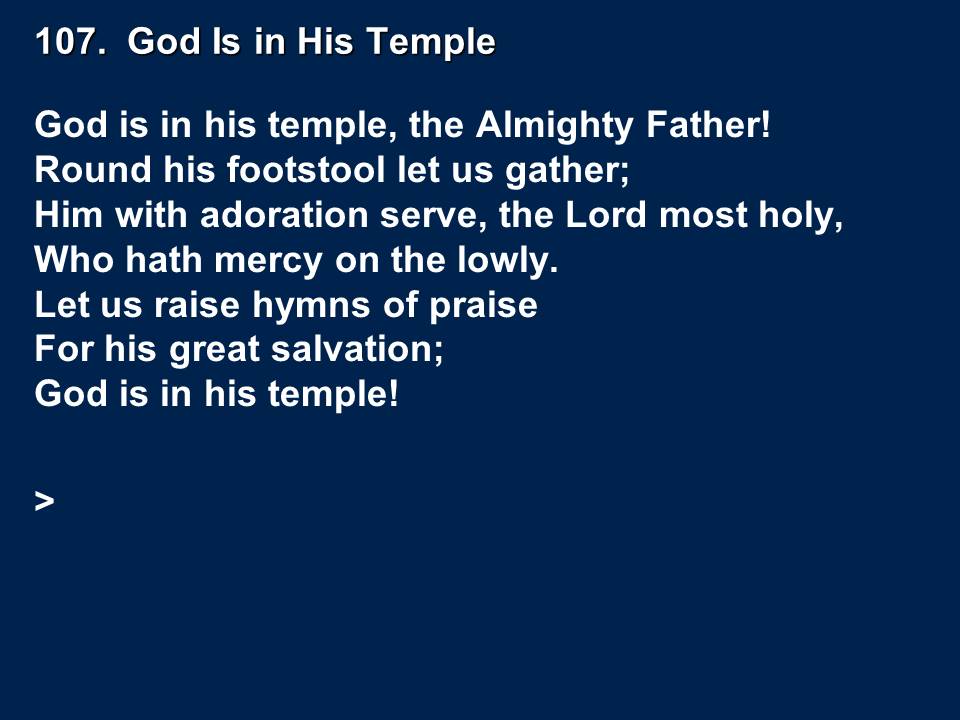 107.  God Is in His Temple
God is in his temple, the Almighty Father!
Round his footstool let us gather;
Him with adoration serve, the Lord most holy,
Who hath mercy on the lowly.
Let us raise hymns of praise
For his great salvation;
God is in his temple!
>